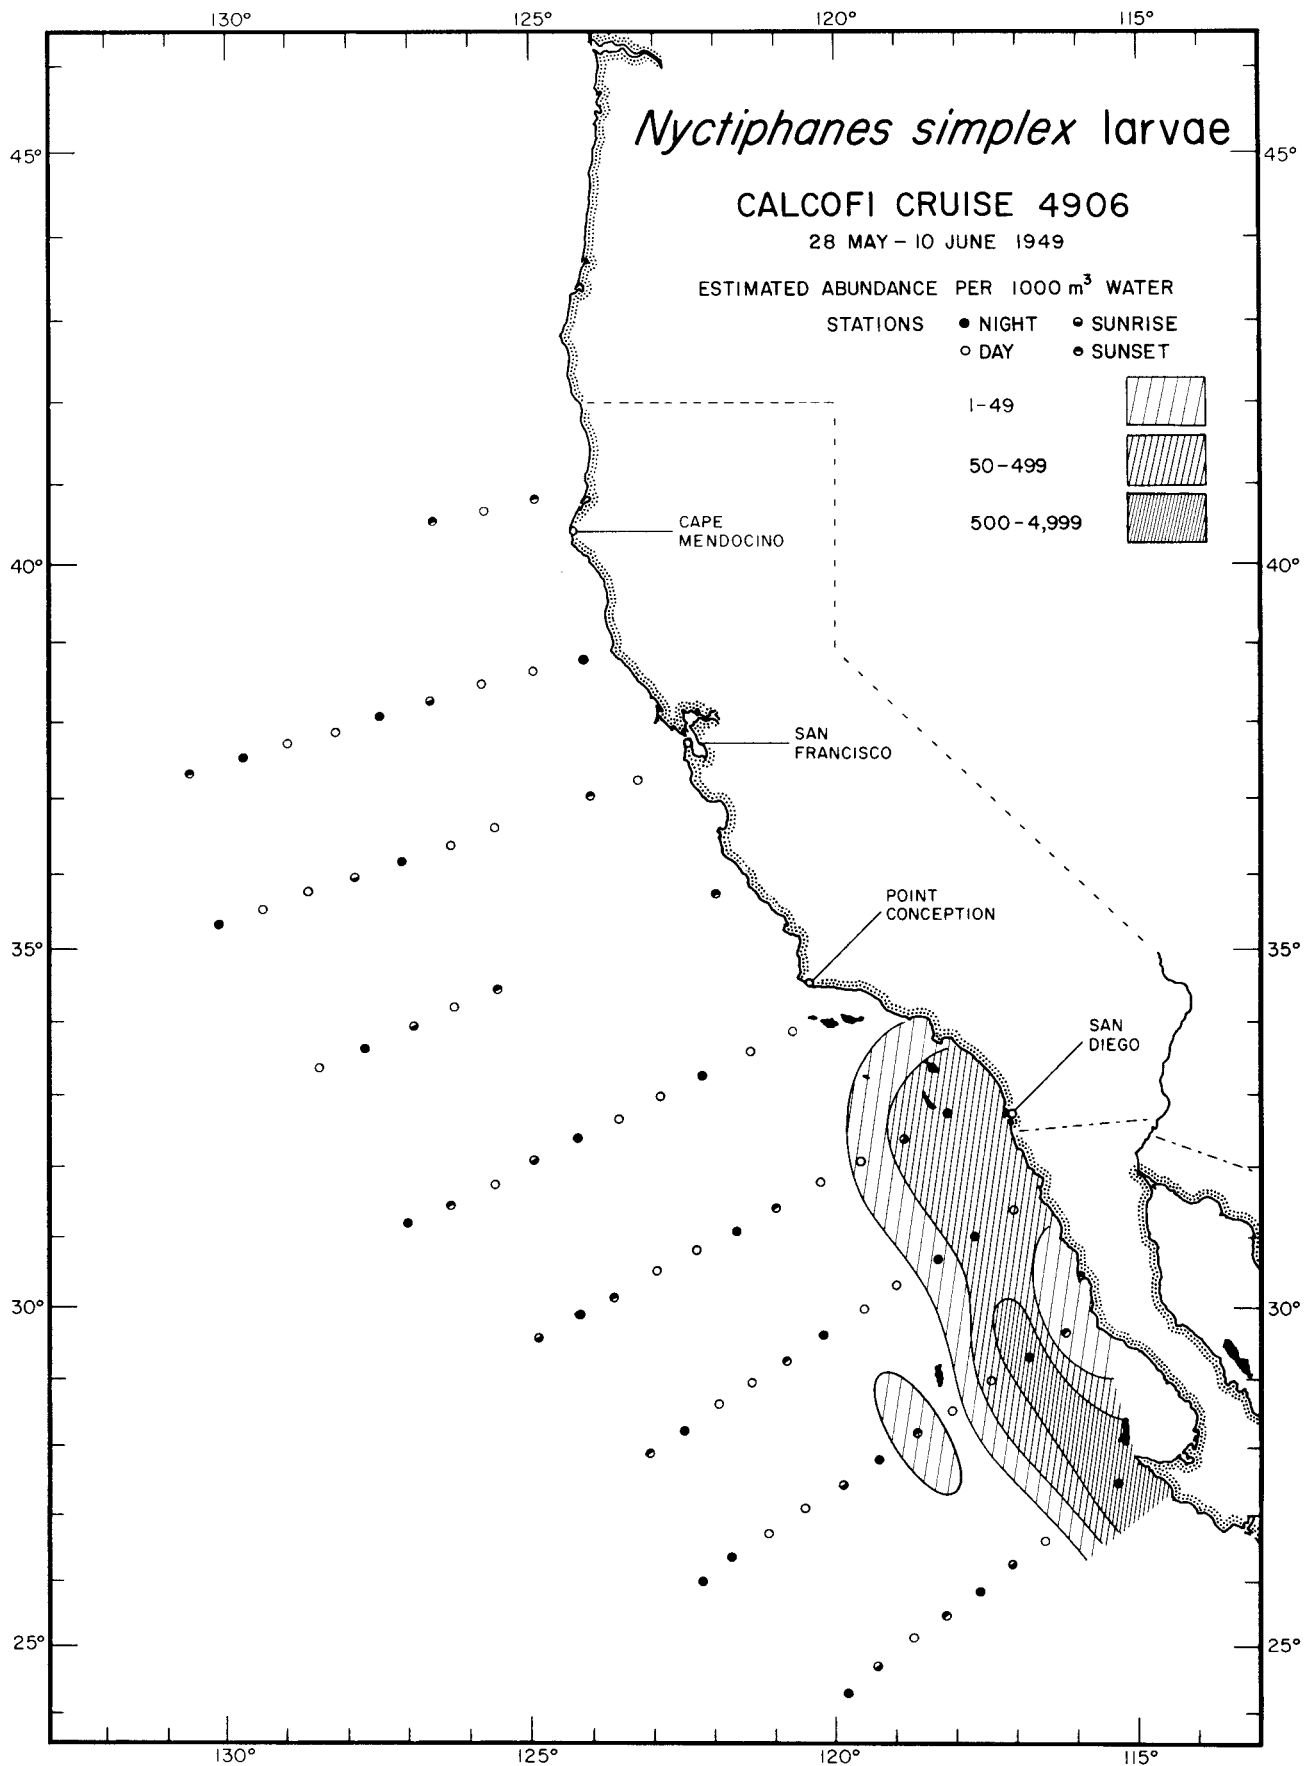 130° 125° 120° 115°
Nyctiphanes simplex larvae
45° 45°
CALCOFI CRUISE 4906
28 MAY – 10 JUNE 1949
ESTIMATED ABUNDANCE PER 1000 m³ WATER
STATIONS ● NIGHT SUNRISE
○ DAY SUNSET
1-49
50-499
500-4,999
CAPE
MENDOCINO
40° 40°
SAN
FRANCISCO
POINT
CONCEPTION
35° 35°
SAN
DIEGO
30° 30°
25° 25°
130° 125° 120° 115°